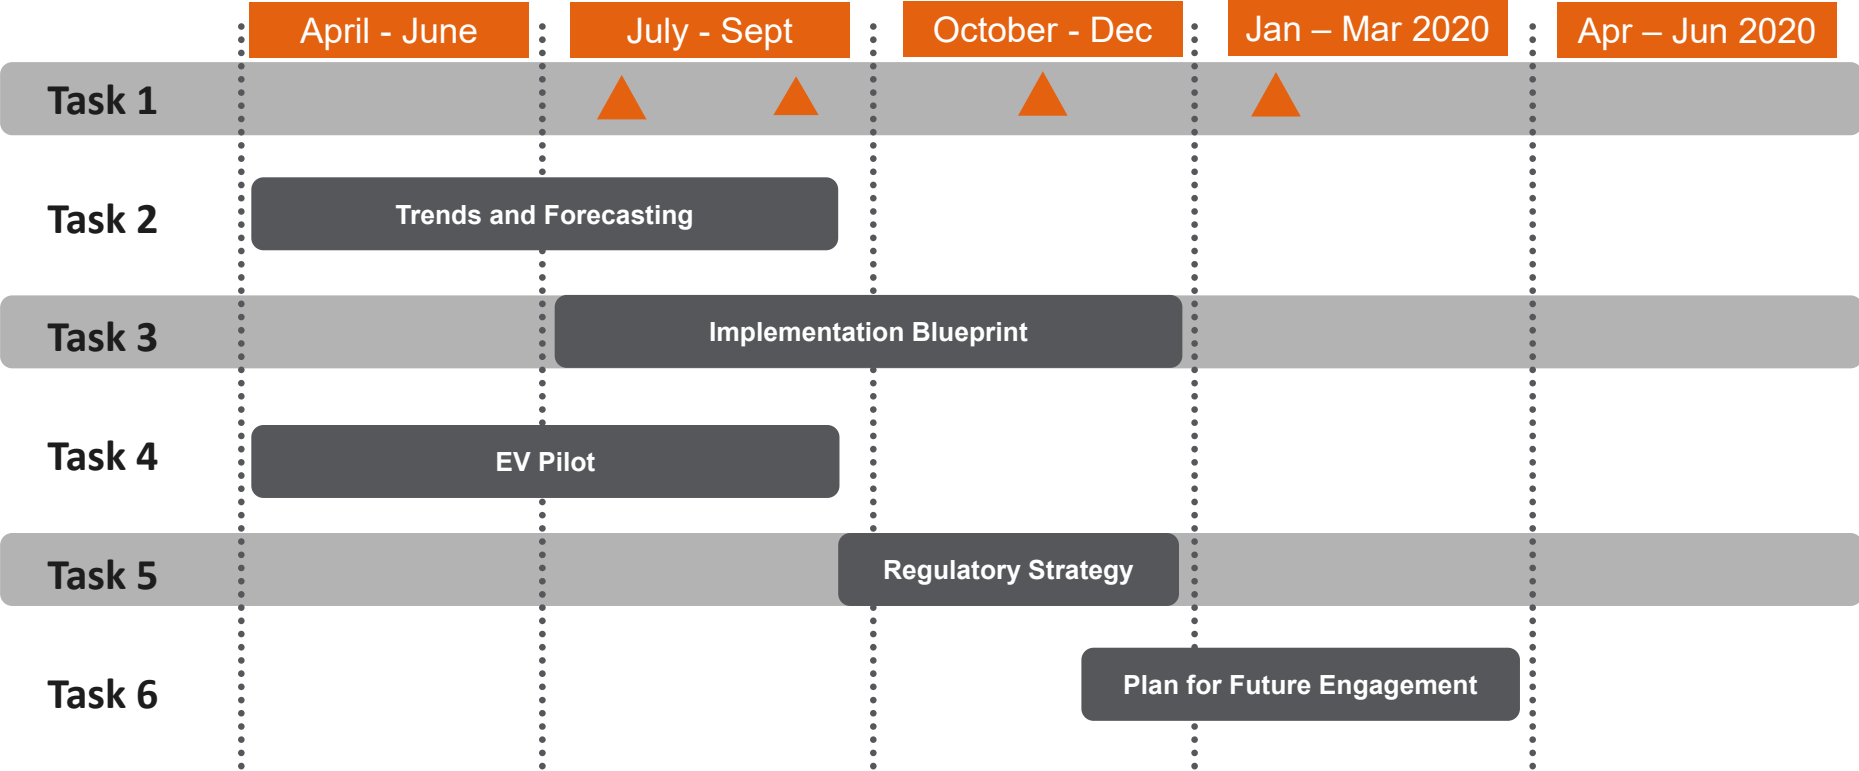 April - June
July - Sept
October - Dec
Jan – Mar 2020
Apr – Jun 2020
Task 1
Task 2
Trends and Forecasting
Task 3
Implementation Blueprint
Task 4
EV Pilot
Task 5
Regulatory Strategy
Task 6
Plan for Future Engagement